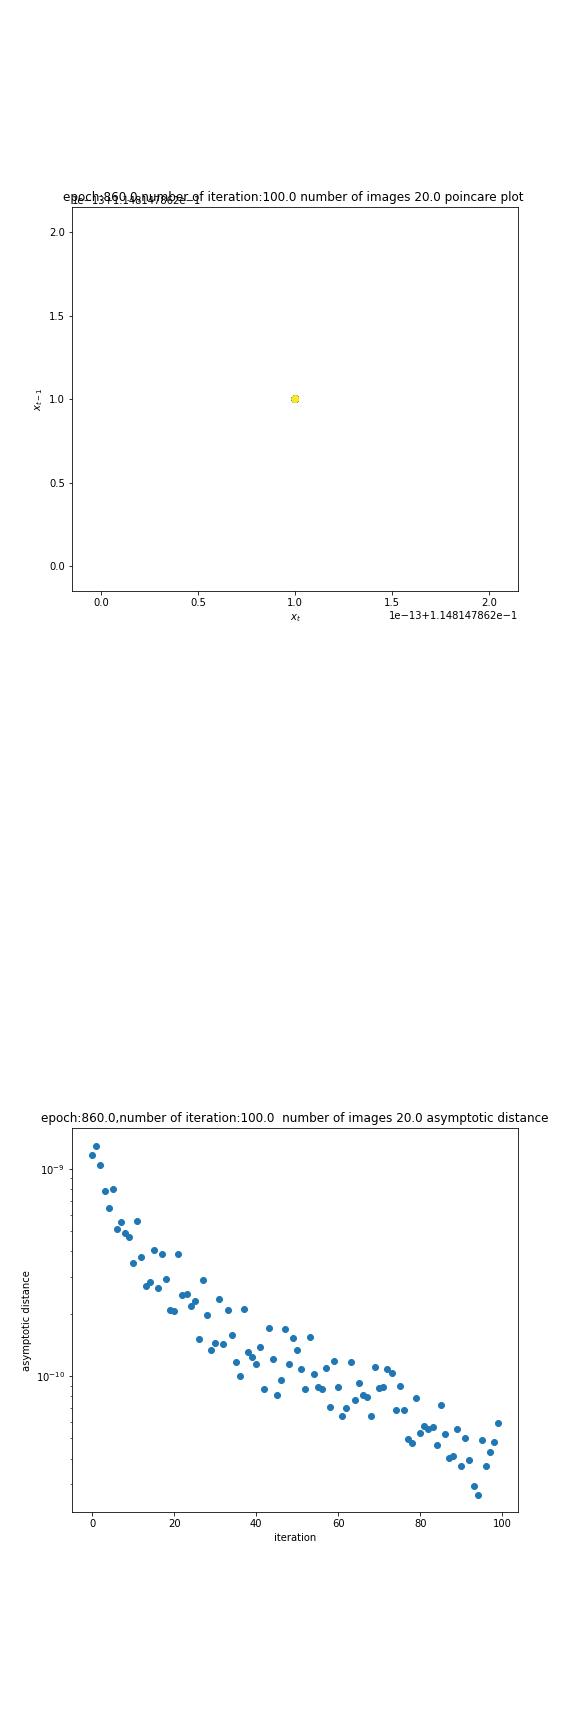 epoch:860.0,number of iteration:100.0 number of images 20.0 poincare plot
1e−13+1.148147862e−1
2.0
1.5
1.0
0.5
0.0
x_{t−1}
0.0 0.5 1.0 1.5 2.0
x_t
1e−13+1.148147862e−1
epoch:860.0,number of iteration:100.0 number of images 20.0 asymptotic distance
10^{−9}
10^{−10}
asymptotic distance
0 20 40 60 80 100
iteration